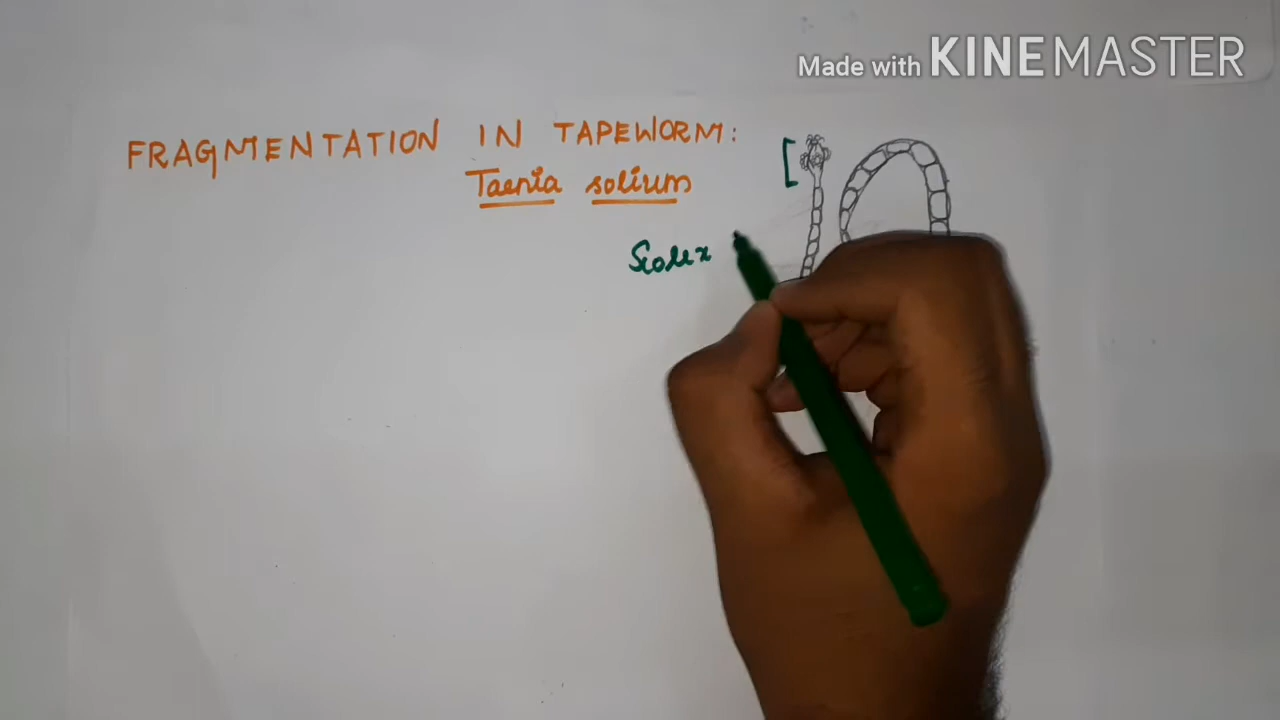 Made with KINEMASTER
FRAGMENTATION IN TAPEWORM:
Taenia solium
Scolex